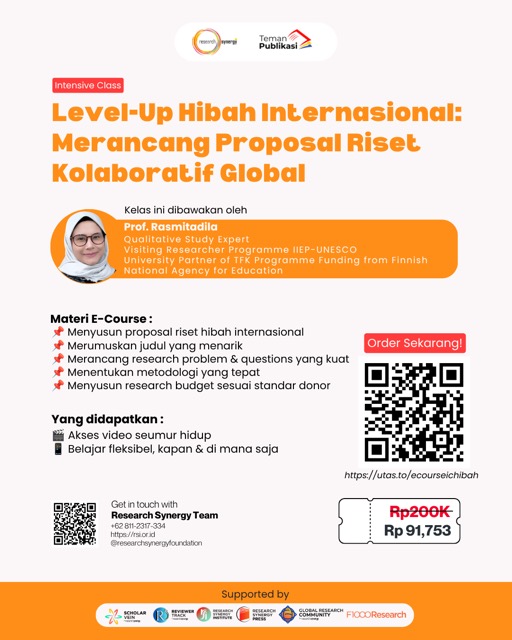 research synergy
Teman
Publikasi
Intensive Class
Level-Up Hibah Internasional:
Merancang Proposal Riset
Kolaboratif Global
Kelas ini dibawakan oleh
Prof. Rasmitadila
Qualitative Study Expert
Visiting Researcher Programme IIEP-UNESCO
University Partner of TFK Programme Funding from Finnish
National Agency for Education
Materi E-Course :
Menyusun proposal riset hibah internasional
Merumuskan judul yang menarik
Merancang research problem & questions yang kuat
Menentukan metodologi yang tepat
Menyusun research budget sesuai standar donor
Order Sekarang!
Yang didapatkan :
Akses video seumur hidup
Belajar fleksibel, kapan & di mana saja
https://utas.to/ecourseichibah
Get in touch with
Research Synergy Team
+62 811-2317-334
https://rsi.or.id
@researchsynergyfoundation
Rp200K
Rp 91,753
Supported by
SCHOLAR
VEIN
REVIEWER
TRACK
RESEARCH
SYNERGY
INSTITUTE
RESEARCH
SYNERGY
PRESS
GLOBAL RESEARCH
COMMUNITY
F1000Research